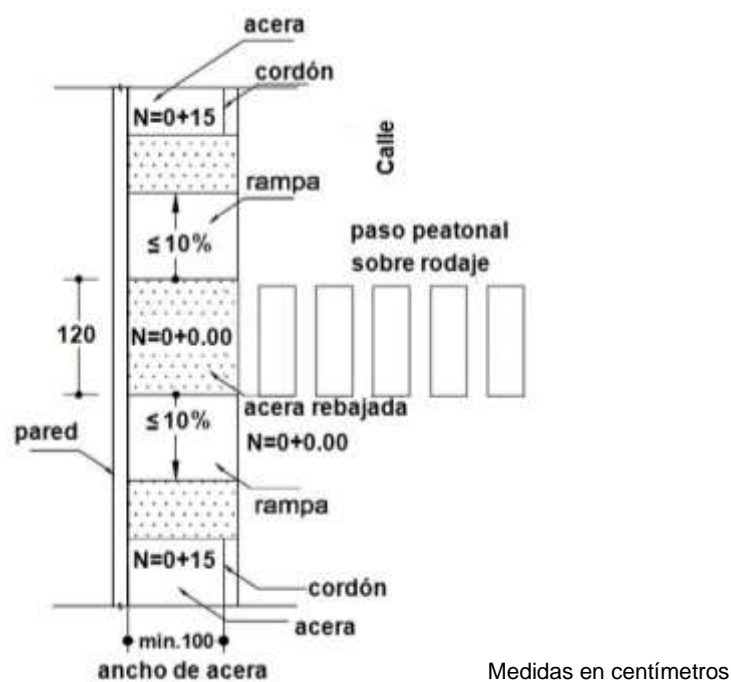 acera
cordón
N=0+15
Calle
rampa
≤ 10%
paso peatonal
sobre rodaje
120
N=0+0.00
acera rebajada
≤ 10%
N=0+0.00
pared
rampa
N=0+15
cordón
acera
min.100
ancho de acera
Medidas en centímetros